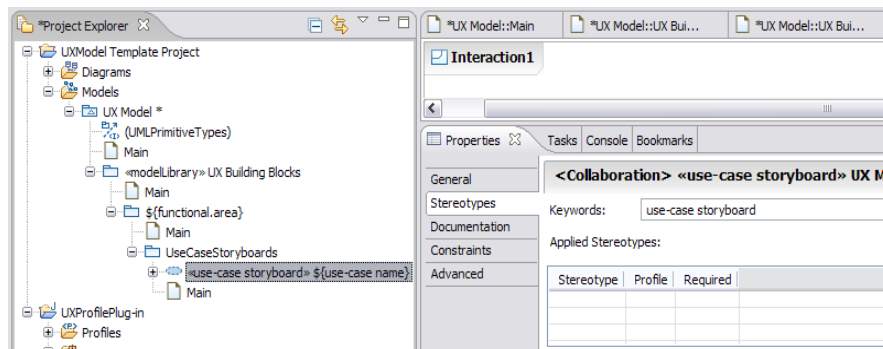 *Project Explorer
UXModel Template Project
Diagrams
Models
UX Model *
(UMLPrimitiveTypes)
Main
«modelLibrary» UX Building Blocks
Main
${functional.area}
Main
UseCaseStoryboards
«use-case storyboard» ${use-case name}
Main
UXProfilePlug-in
Profiles
*UX Model::Main
*UX Model::UX Bui...
*UX Model::UX Bui...
Interaction1
Properties
Tasks
Console
Bookmarks
General
Stereotypes
Documentation
Constraints
Advanced
<Collaboration> «use-case storyboard» UX M
Keywords:
use-case storyboard
Applied Stereotypes:
Stereotype
Profile
Required